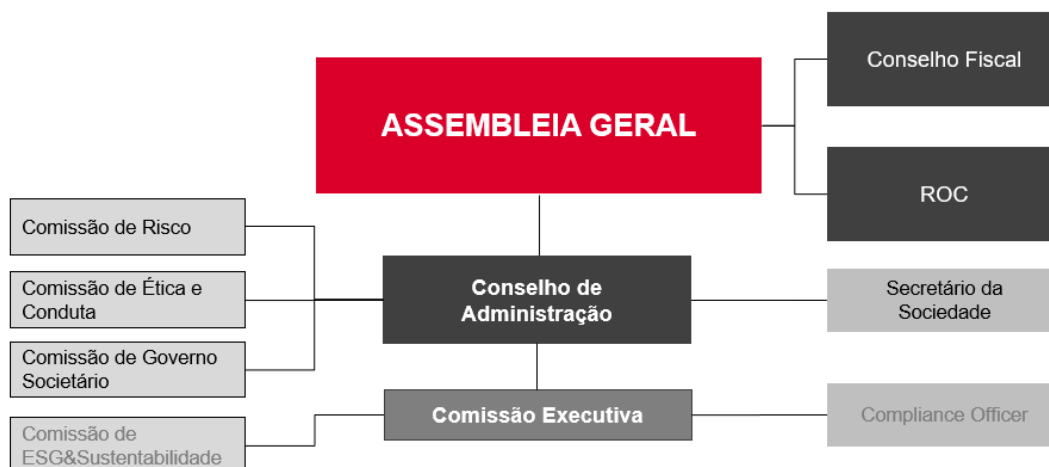 Conselho Fiscal
ASSEMBLEIA GERAL
ROC
Comissão de Risco
Comissão de Ética e
Conduta
Conselho de
Administração
Secretário da
Sociedade
Comissão de Governo
Societário
Comissão Executiva
Compliance Officer
Comissão de
ESG&Sustentabilidade